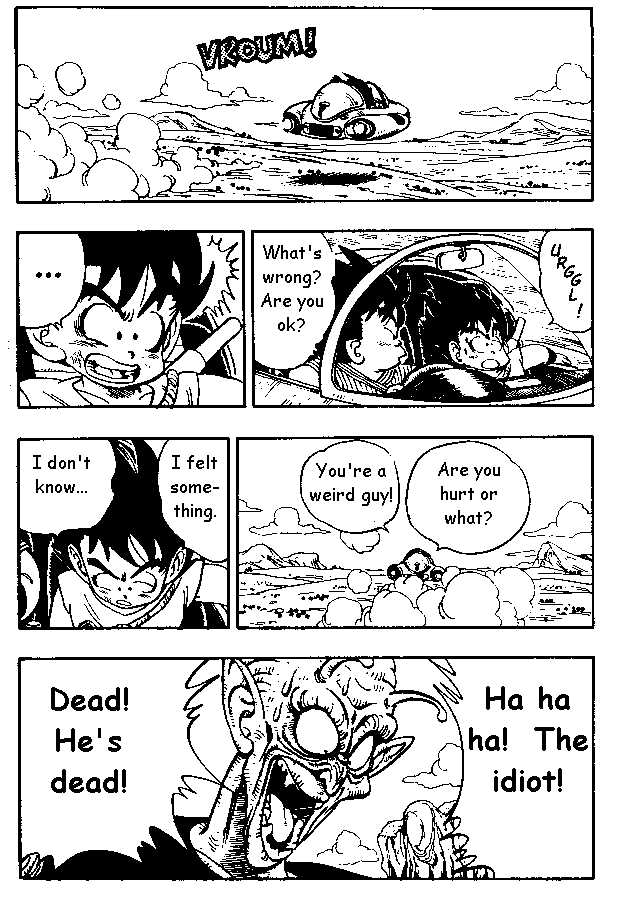 VROUM!
URGGL!
What's
wrong?
Are you
ok?
...
Are you
hurt or
what?
You're a
weird guy!
I felt
some-
thing.
I don't
know...
Ha ha
ha! The
idiot!
Dead!
He's
dead!